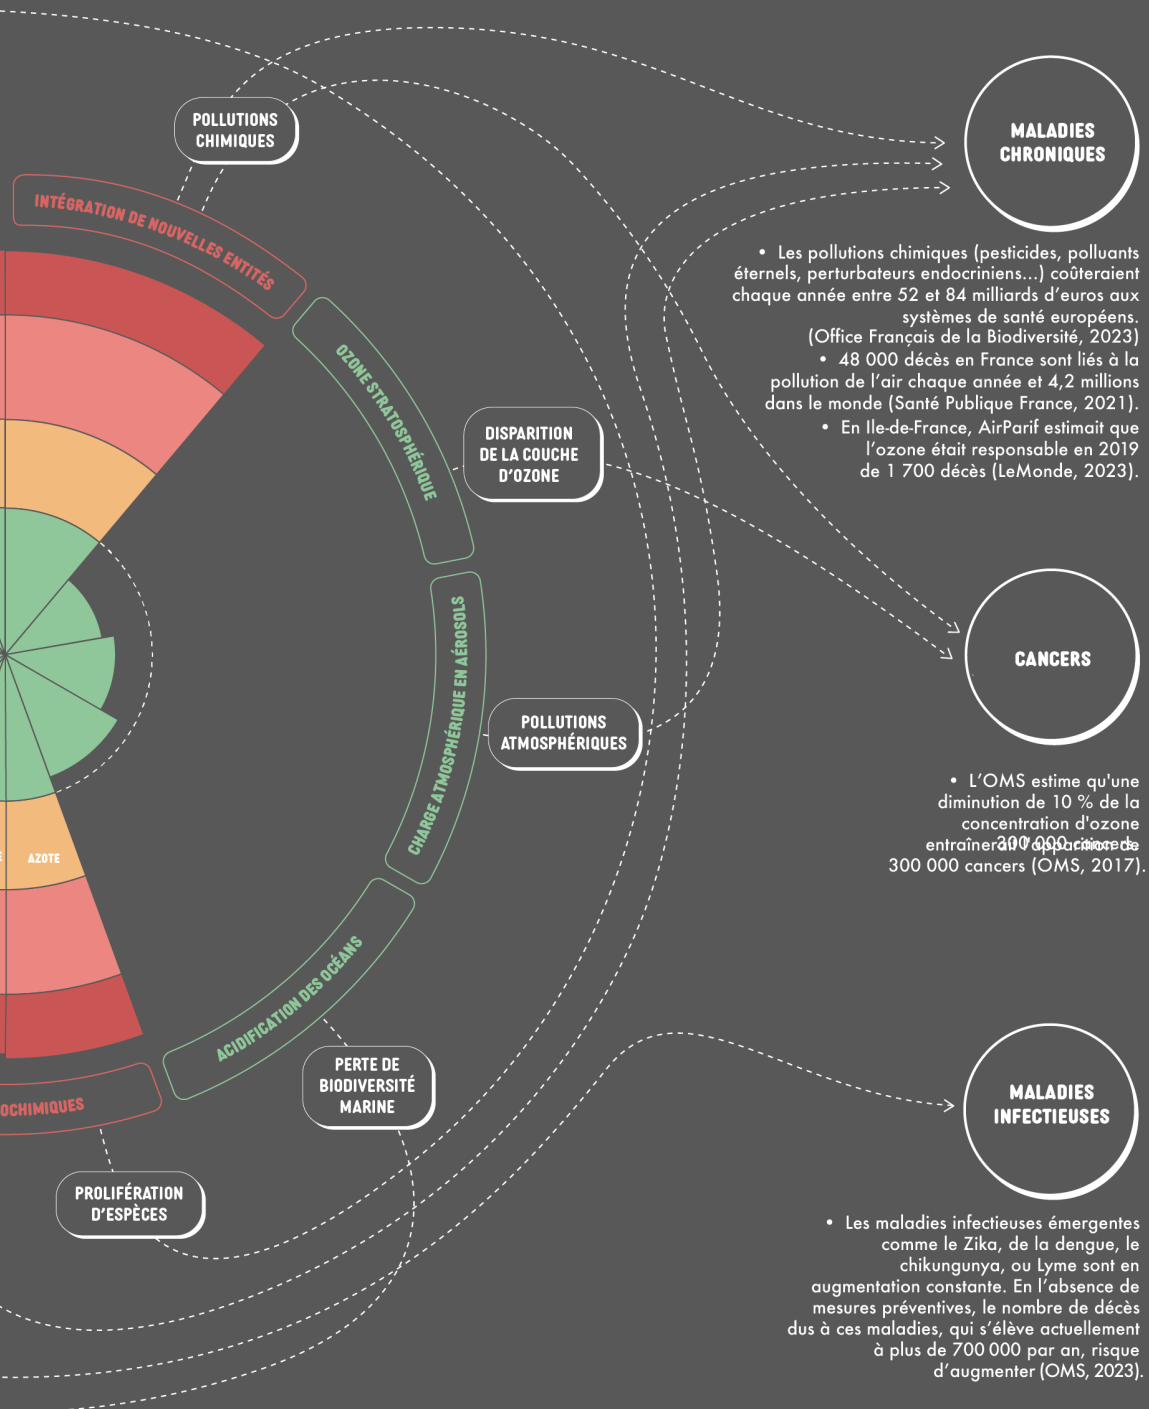 POLLUTIONS
CHIMIQUES
INTÉGRATION DE NOUVELLES ENTITÉS
OZONE STRATOSPHÉRIQUE
DISPARITION
DE LA COUCHE
D'OZONE
CHARGE ATMOSPHÉRIQUE EN AÉROSOLS
POLLUTIONS
ATMOSPHÉRIQUES
AZOTE
ACIDIFICATION DES OCÉANS
PERTE DE
BIODIVERSITÉ
MARINE
OCHIMIQUES
PROLIFÉRATION
D'ESPÈCES
MALADIES
CHRONIQUES
• Les pollutions chimiques (pesticides, polluants
éternels, perturbateurs endocriniens...) coûteraient
chaque année entre 52 et 84 milliards d'euros aux
systèmes de santé européens.
(Office Français de la Biodiversité, 2023)
• 48 000 décès en France sont liés à la
pollution de l'air chaque année et 4,2 millions
dans le monde (Santé Publique France, 2021).
• En Ile-de-France, AirParif estimait que
l'ozone était responsable en 2019
de 1 700 décès (LeMonde, 2023).
CANCERS
• L'OMS estime qu'une
diminution de 10 % de la
concentration d'ozone
entraînerait l'apparition de
300 000 cancers.
300 000 cancers (OMS, 2017).
MALADIES
INFECTIEUSES
• Les maladies infectieuses émergentes
comme le Zika, de la dengue, le
chikungunya, ou Lyme sont en
augmentation constante. En l'absence de
mesures préventives, le nombre de décès
dus à ces maladies, qui s'élève actuellement
à plus de 700 000 par an, risque
d'augmenter (OMS, 2023).